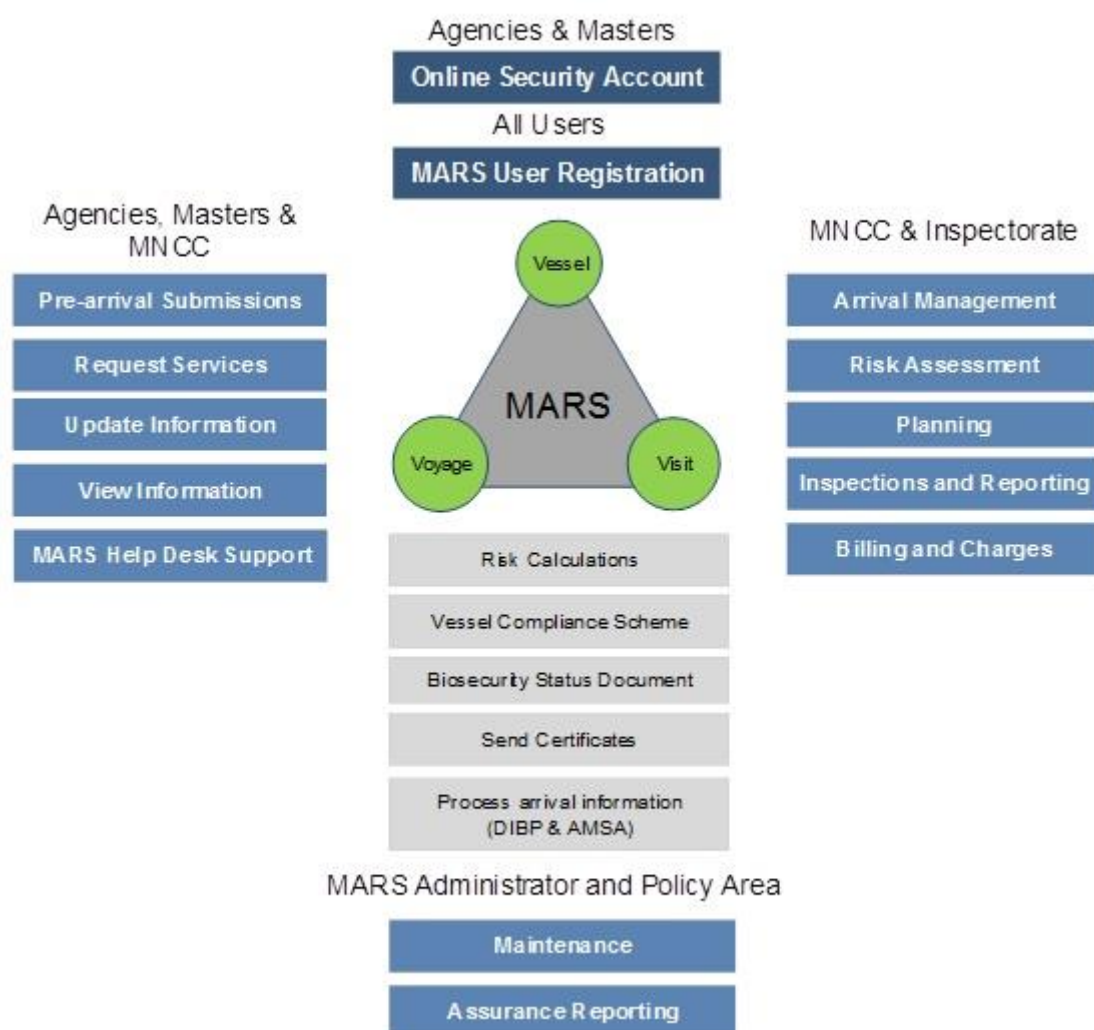 Agencies & Masters
Online Security Account
All Users
MARS User Registration
Agencies, Masters &
MNCC
Pre-arrival Submissions
Request Services
Update Information
View Information
MARS Help Desk Support
Vessel
MARS
Voyage
Visit
MNCC & Inspectorate
Arrival Management
Risk Assessment
Planning
Inspections and Reporting
Billing and Charges
Risk Calculations
Vessel Compliance Scheme
Biosecurity Status Document
Send Certificates
Process arrival information
(DIBP & AMSA)
MARS Administrator and Policy Area
Maintenance
Assurance Reporting